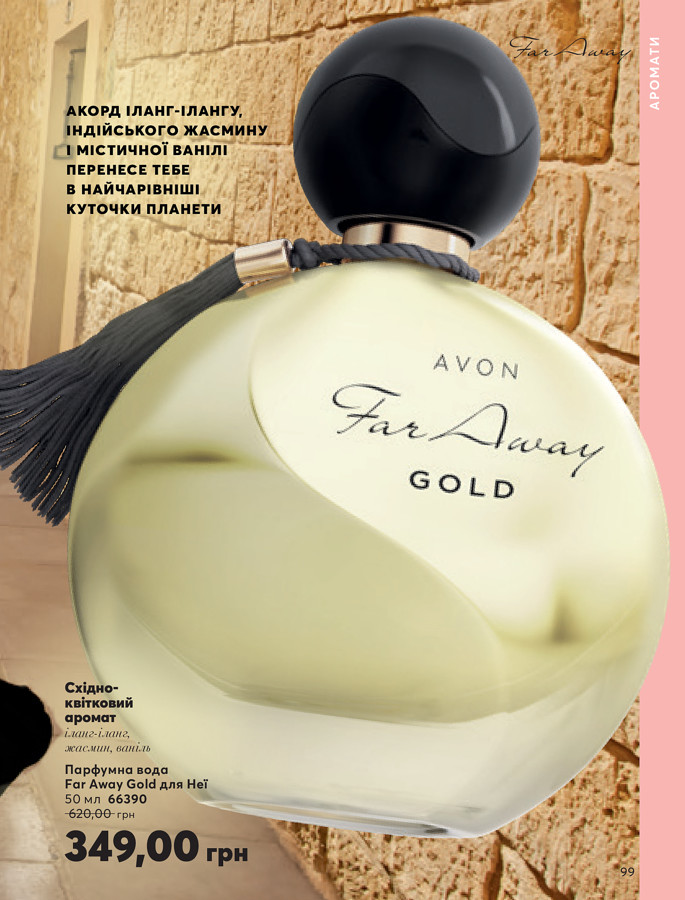 Far Away
АРОМАТИ
АКОРД ІЛАНГ-ІЛАНГУ,
ІНДІЙСЬКОГО ЖАСМИНУ
І МІСТИЧНОЇ ВАНІЛІ
ПЕРЕНЕСЕ ТЕБЕ
В НАЙЧАРІВНІШІ
КУТОЧКИ ПЛАНЕТИ
AVON
Far Away
GOLD
Східно-
квітковий
аромат
іланг-іланг,
жасмин, ваніль
Парфумна вода
Far Away Gold для Неї
50 мл 66390
620,00 грн
349,00 грн
99